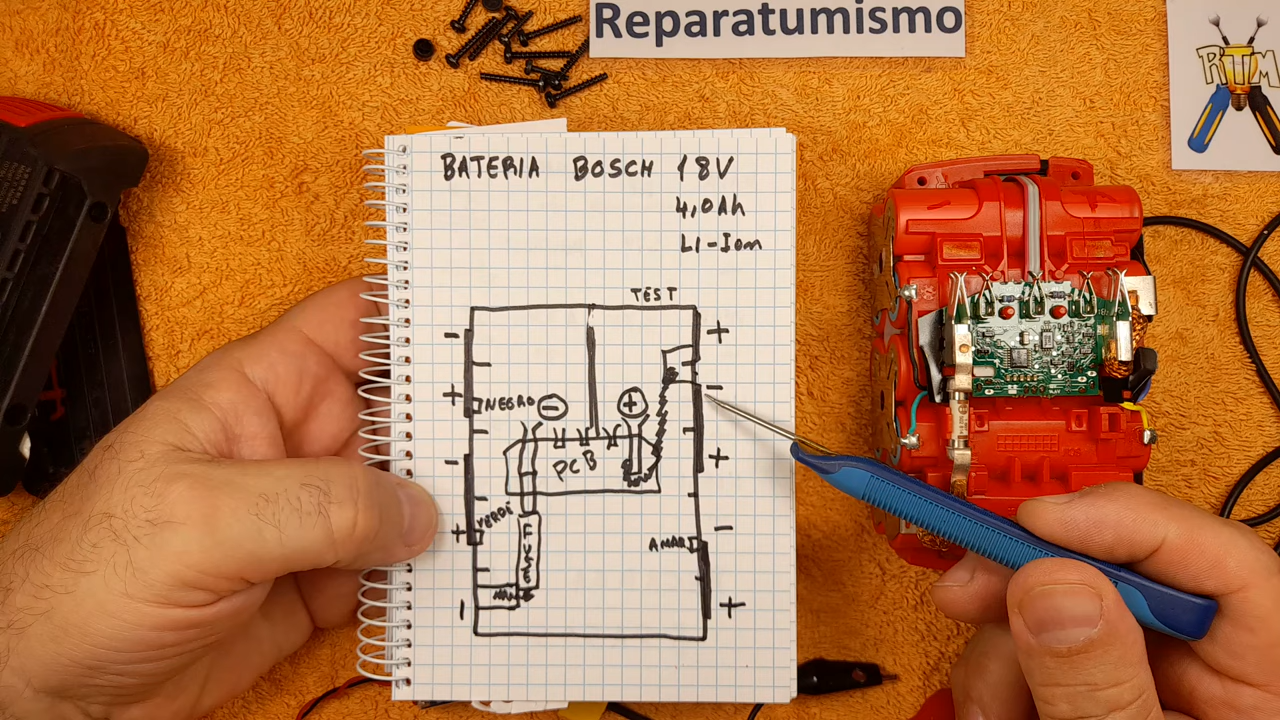 Reparatumismo
RTM
BATERIA BOSCH 18V
4,0Ah
LI-Ion
TEST
+
-
-
+
NEGRO
-
+
PCB
-
+
+
VERDE
-
FUSE
AMAR
-
+